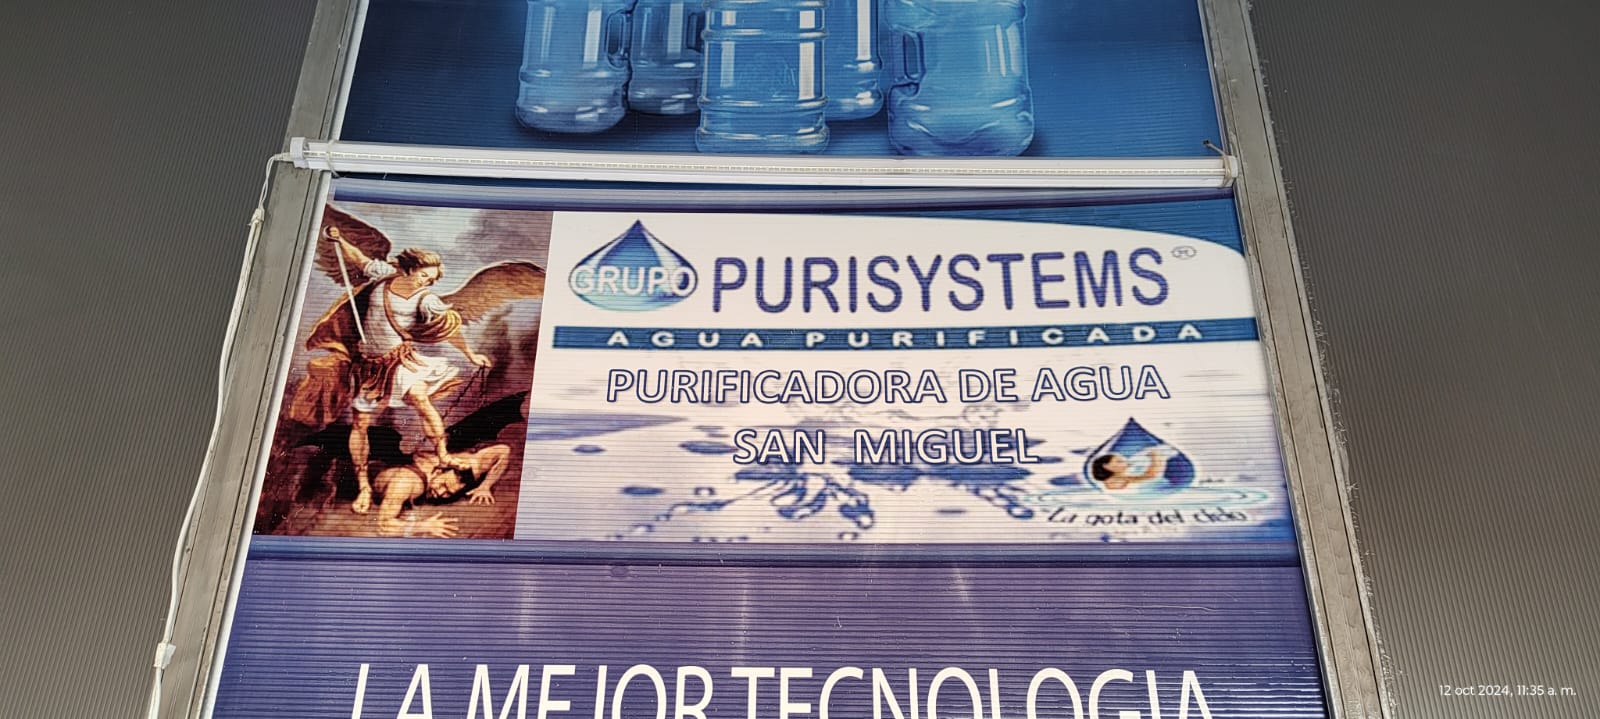 GRUPO PURISYSTEMS
AGUA PURIFICADA
PURIFICADORA DE AGUA
SAN MIGUEL
La gota del cielo
LA MEJOR TECNOLOGIA
12 oct 2024, 11:35 a. m.